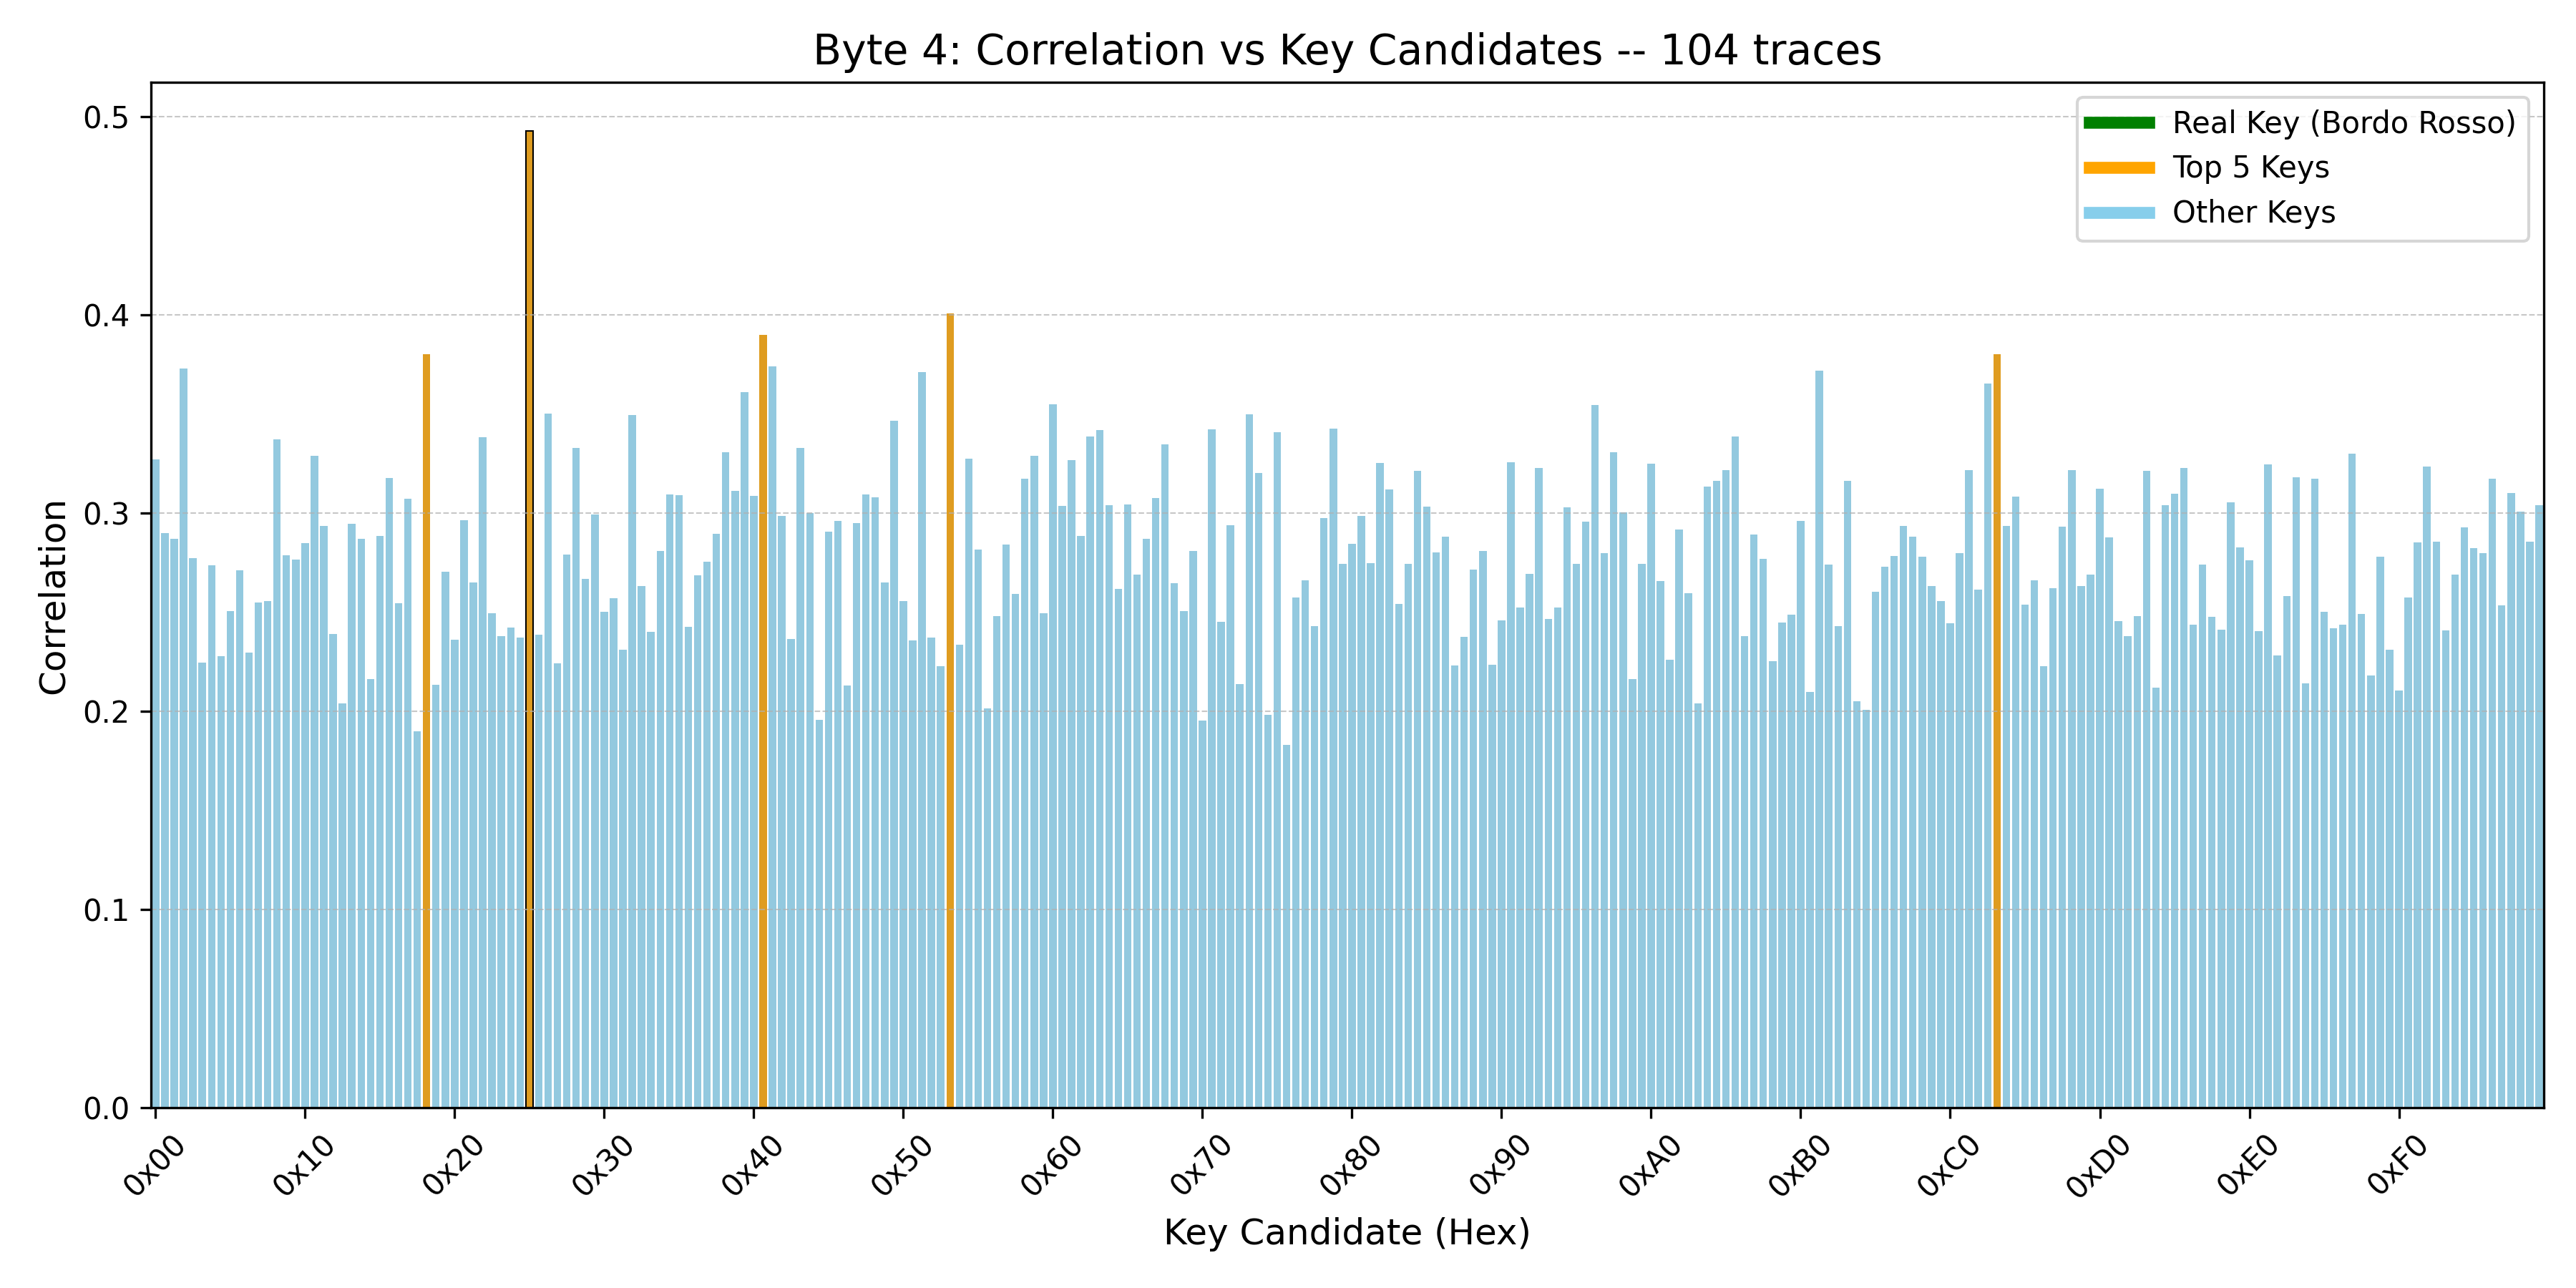 Byte 4: Correlation vs Key Candidates -- 104 traces
Real Key (Bordo Rosso)
Top 5 Keys
Other Keys
Correlation
0.5
0.4
0.3
0.2
0.1
0.0
0x00 0x10 0x20 0x30 0x40 0x50 0x60 0x70 0x80 0x90 0xA0 0xB0 0xC0 0xD0 0xE0 0xF0
Key Candidate (Hex)